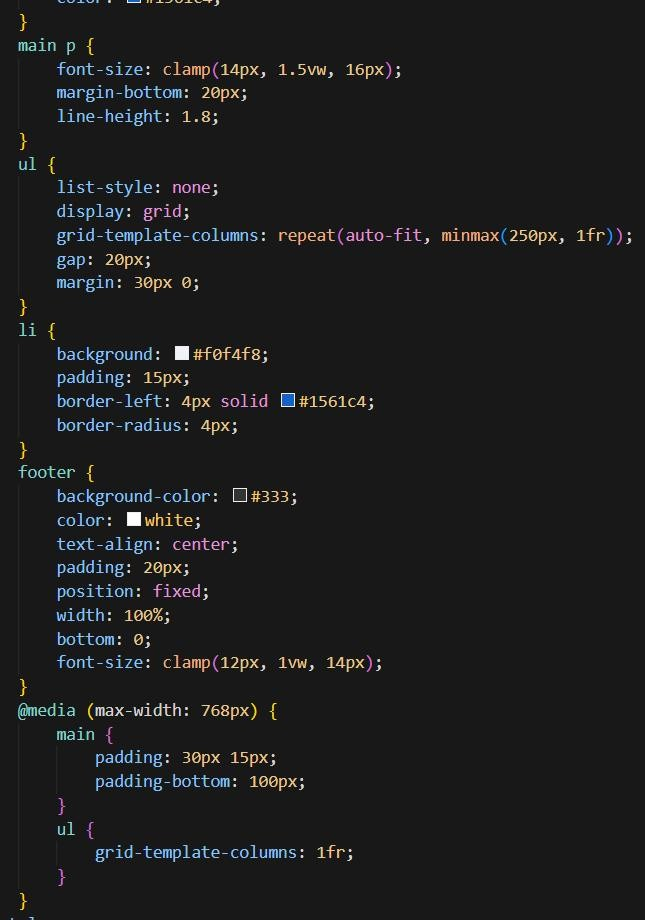 color: #1561c4;
}
main p {
font-size: clamp(14px, 1.5vw, 16px);
margin-bottom: 20px;
line-height: 1.8;
}
ul {
list-style: none;
display: grid;
grid-template-columns: repeat(auto-fit, minmax(250px, 1fr));
gap: 20px;
margin: 30px 0;
}
li {
background: #f0f4f8;
padding: 15px;
border-left: 4px solid #1561c4;
border-radius: 4px;
}
footer {
background-color: #333;
color: white;
text-align: center;
padding: 20px;
position: fixed;
width: 100%;
bottom: 0;
font-size: clamp(12px, 1vw, 14px);
}
@media (max-width: 768px) {
main {
padding: 30px 15px;
padding-bottom: 100px;
}
ul {
grid-template-columns: 1fr;
}
}